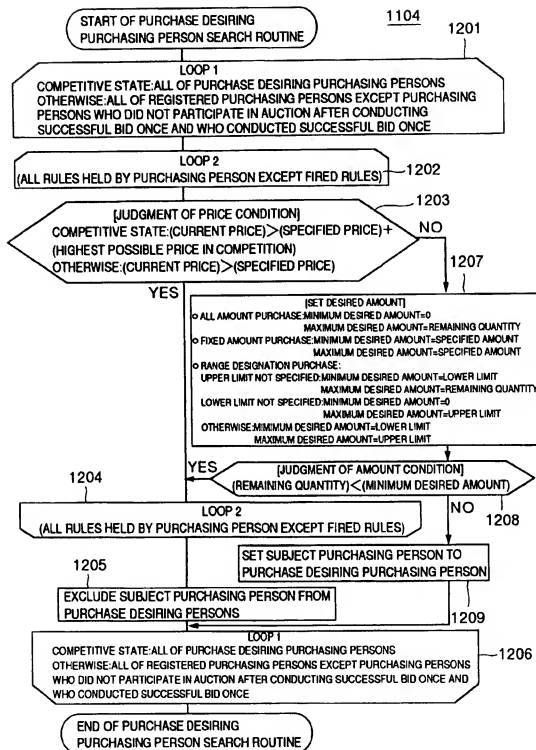 START OF PURCHASE DESIRING
PURCHASING PERSON SEARCH ROUTINE
1104
1201
LOOP 1
COMPETITIVE STATE:ALL OF PURCHASE DESIRING PURCHASING PERSONS
OTHERWISE:ALL OF REGISTERED PURCHASING PERSONS EXCEPT PURCHASING
PERSONS WHO DID NOT PARTICIPATE IN AUCTION AFTER CONDUCTING
SUCCESSFUL BID ONCE AND WHO CONDUCTED SUCCESSFUL BID ONCE
LOOP 2
(ALL RULES HELD BY PURCHASING PERSON EXCEPT FIRED RULES)
1202
1203
[JUDGMENT OF PRICE CONDITION]
COMPETITIVE STATE:(CURRENT PRICE)>(SPECIFIED PRICE)+
(HIGHEST POSSIBLE PRICE IN COMPETITION)
OTHERWISE:(CURRENT PRICE)>(SPECIFIED PRICE)
NO
YES
1207
[SET DESIRED AMOUNT]
○ ALL AMOUNT PURCHASE:MINIMUM DESIRED AMOUNT=0
MAXIMUM DESIRED AMOUNT=REMAINING QUANTITY
○ FIXED AMOUNT PURCHASE:MINIMUM DESIRED AMOUNT=SPECIFIED AMOUNT
MAXIMUM DESIRED AMOUNT=SPECIFIED AMOUNT
○ RANGE DESIGNATION PURCHASE:
UPPER LIMIT NOT SPECIFIED:MINIMUM DESIRED AMOUNT=LOWER LIMIT
MAXIMUM DESIRED AMOUNT=REMAINING QUANTITY
LOWER LIMIT NOT SPECIFIED:MINIMUM DESIRED AMOUNT=0
MAXIMUM DESIRED AMOUNT=UPPER LIMIT
OTHERWISE:MIMIMUM DESIRED AMOUNT=LOWER LIMIT
MAXIMUM DESIRED AMOUNT=UPPER LIMIT
YES
[JUDGMENT OF AMOUNT CONDITION]
(REMAINING QUANTITY)<(MINIMUM DESIRED AMOUNT)
1208
NO
1204
LOOP 2
(ALL RULES HELD BY PURCHASING PERSON EXCEPT FIRED RULES)
SET SUBJECT PURCHASING PERSON TO
PURCHASE DESIRING PURCHASING PERSON
1209
1205
EXCLUDE SUBJECT PURCHASING PERSON FROM
PURCHASE DESIRING PERSONS
LOOP 1
COMPETITIVE STATE:ALL OF PURCHASE DESIRING PURCHASING PERSONS
OTHERWISE:ALL OF REGISTERED PURCHASING PERSONS EXCEPT PURCHASING PERSONS
WHO DID NOT PARTICIPATE IN AUCTION AFTER CONDUCTING SUCCESSFUL BID ONCE AND
WHO CONDUCTED SUCCESSFUL BID ONCE
1206
END OF PURCHASE DESIRING
PURCHASING PERSON SEARCH ROUTINE